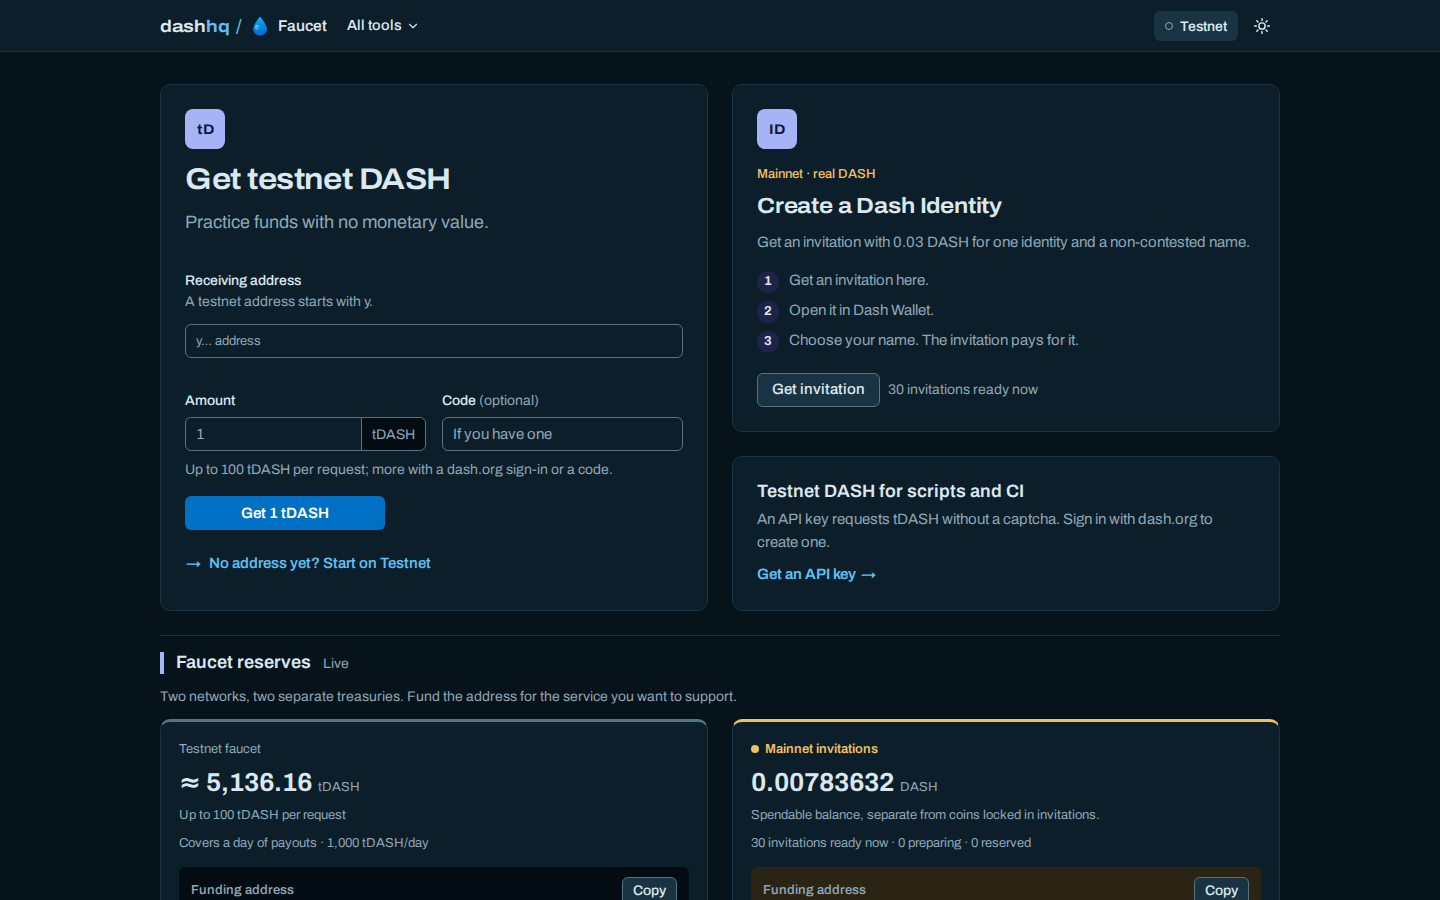 dashhq / Faucet All tools
Testnet
tD
Get testnet DASH
Practice funds with no monetary value.
Receiving address
A testnet address starts with y.
y... address
Amount
Code (optional)
1 tDASH
If you have one
Up to 100 tDASH per request; more with a dash.org sign-in or a code.
Get 1 tDASH
→ No address yet? Start on Testnet
ID
Mainnet · real DASH
Create a Dash Identity
Get an invitation with 0.03 DASH for one identity and a non-contested name.
1 Get an invitation here.
2 Open it in Dash Wallet.
3 Choose your name. The invitation pays for it.
Get invitation 30 invitations ready now
Testnet DASH for scripts and CI
An API key requests tDASH without a captcha. Sign in with dash.org to
create one.
Get an API key →
Faucet reserves Live
Two networks, two separate treasuries. Fund the address for the service you want to support.
Testnet faucet
≈ 5,136.16 tDASH
Up to 100 tDASH per request
Covers a day of payouts · 1,000 tDASH/day
Funding address Copy
Mainnet invitations
0.00783632 DASH
Spendable balance, separate from coins locked in invitations.
30 invitations ready now · 0 preparing · 0 reserved
Funding address Copy